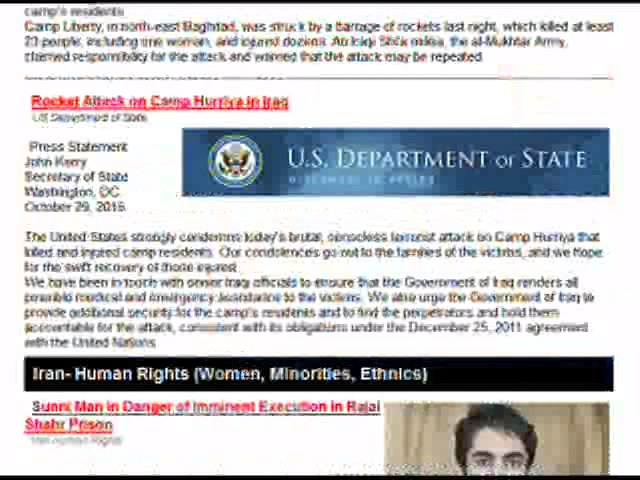 camp's residents
Camp Liberty, in north-east Baghdad, was struck by a barrage of rockets last night, which killed at least
23 people, including one woman, and injured dozens. An Iraqi Shi'a militia, the al-Mukhtar Army,
claimed responsibility for the attack and warned that the attack may be repeated.
Rocket Attack on Camp Hurriya in Iraq
US Department of State
Press Statement
John Kerry
Secretary of State
Washington, DC
October 29, 2015
U.S. DEPARTMENT OF STATE
The United States strongly condemns today's brutal, senseless terrorist attack on Camp Hurriya that
killed and injured camp residents. Our condolences go out to the families of the victims, and we hope
for the swift recovery of those injured.
We have been in touch with senior Iraqi officials to ensure that the Government of Iraq renders all
possible medical and emergency assistance to the victims. We also urge the Government of Iraq to
provide additional security for the camp's residents and to find the perpetrators and hold them
accountable for the attack, consistent with its obligations under the December 25, 2011 agreement
with the United Nations.
Iran- Human Rights (Women, Minorities, Ethnics)
Sunni Man in Danger of Imminent Execution in Rajai
Shahr Prison
Iran Human Rights